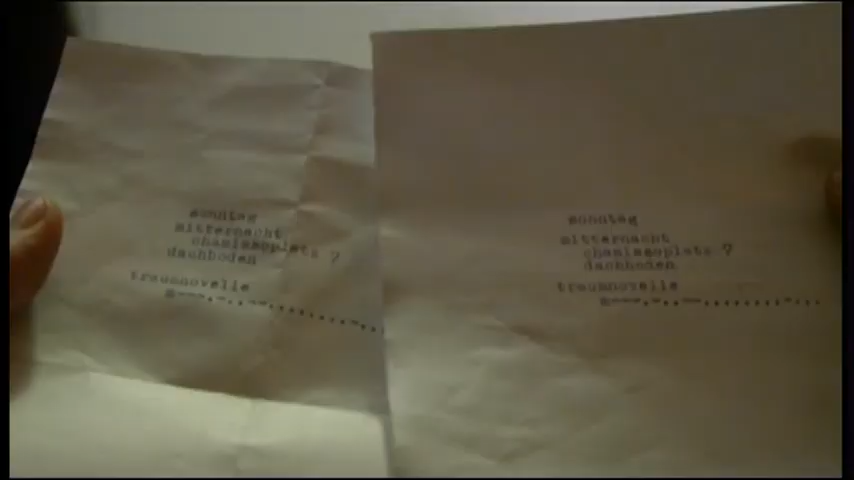 sonntag
mitternacht
chamissoplatz 7
dachboden
traumnovelle
sonntag
mitternacht
chamissoplatz 7
dachboden
traumnovelle